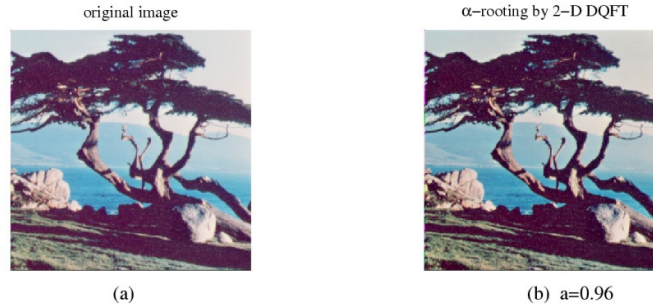 original image
α−rooting by 2−D DQFT
(a)
(b) a=0.96